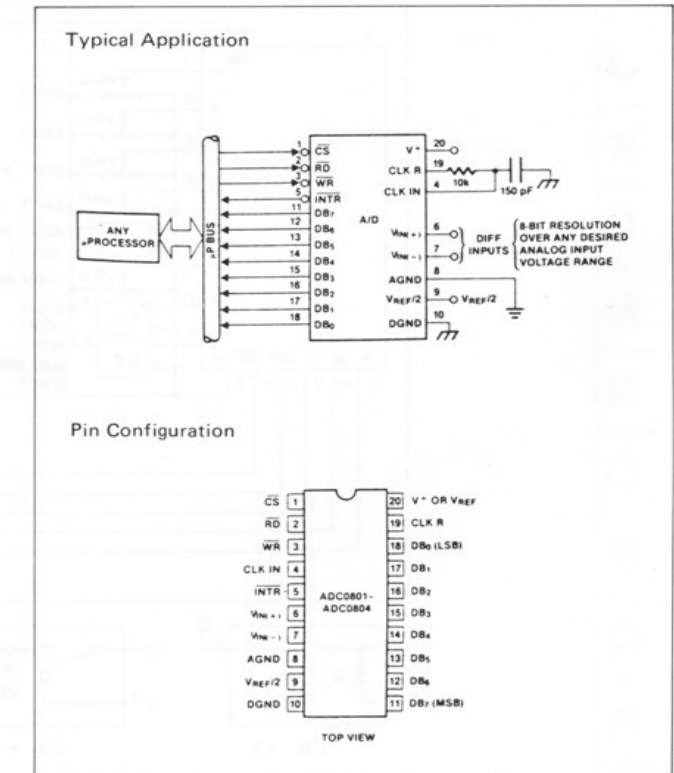 Typical Application
ANY
µPROCESSOR
µP BUS
1
2
3
5
11
12
13
14
15
16
17
18
CS
RD
WR
INTR
DB7
DB6
DB5
DB4
DB3
DB2
DB1
DB0
A/D
V+
20
CLK R
19
10k
150 pF
CLK IN
4
VIN(+)
6
VIN(-)
7
DIFF
INPUTS
8-BIT RESOLUTION
OVER ANY DESIRED
ANALOG INPUT
VOLTAGE RANGE
AGND
8
VREF/2
9
VREF/2
DGND
10
Pin Configuration
CS 1
RD 2
WR 3
CLK IN 4
INTR 5
VIN(+) 6
VIN(-) 7
AGND 8
VREF/2 9
DGND 10
ADC0801-
ADC0804
20 V+ OR VREF
19 CLK R
18 DB0 (LSB)
17 DB1
16 DB2
15 DB3
14 DB4
13 DB5
12 DB6
11 DB7 (MSB)
TOP VIEW